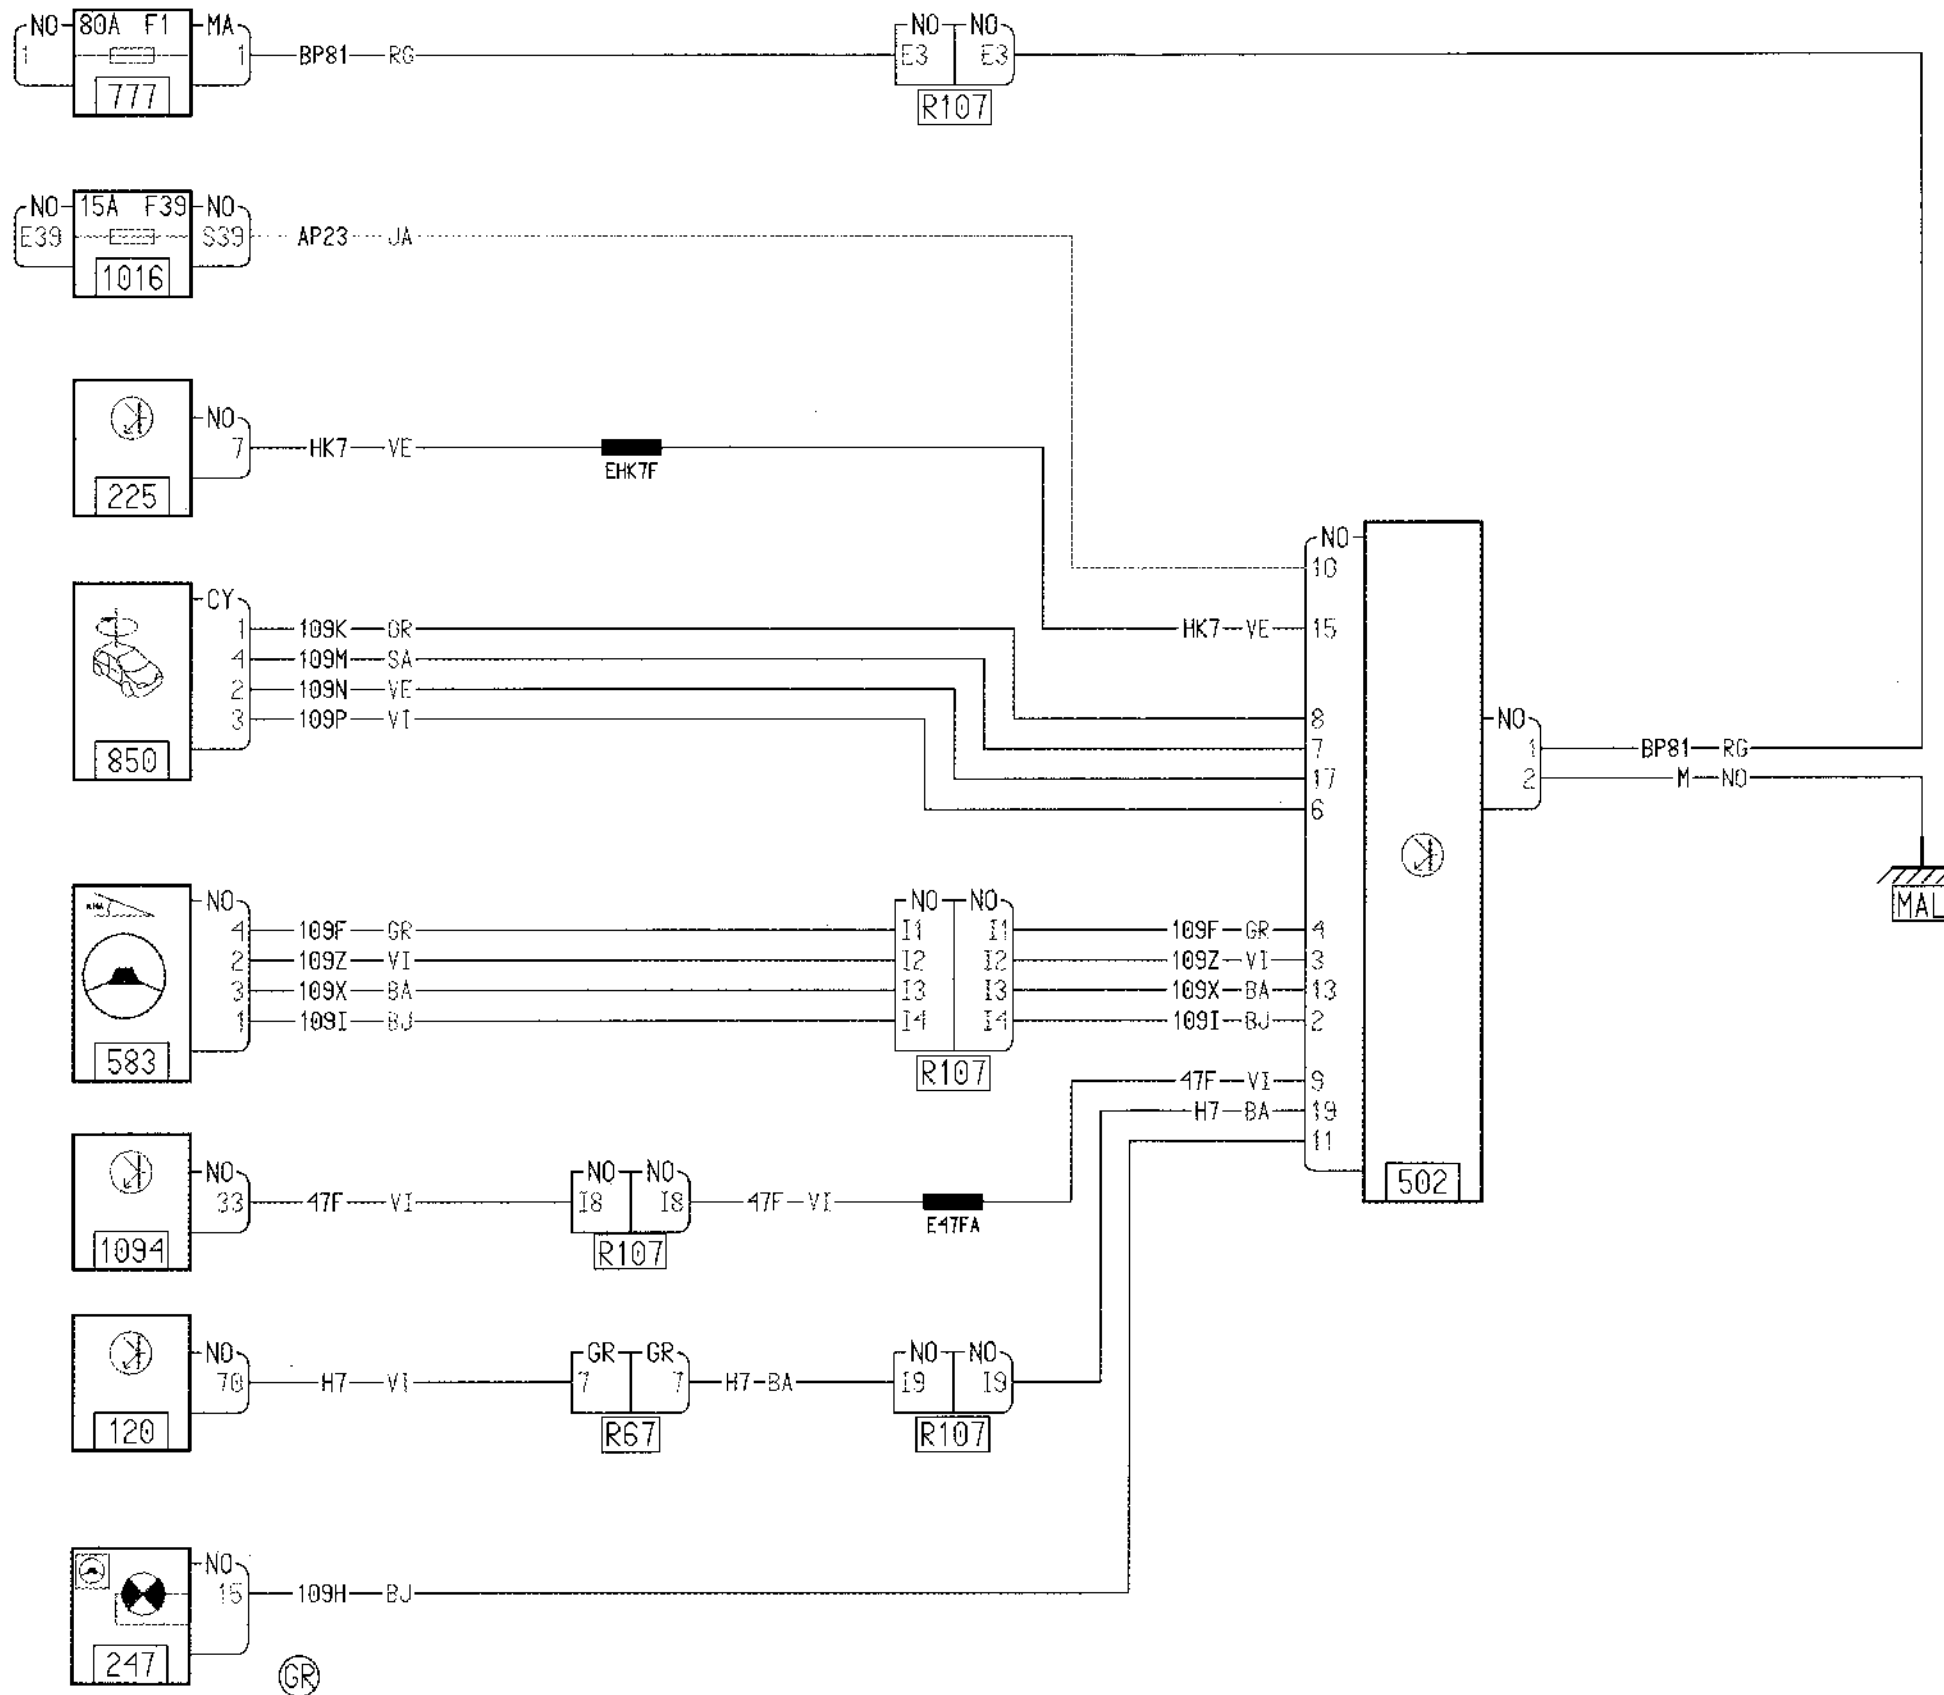 NO 80A F1 MA NO NO
1 1 BP81 RG E3 E3
777 R107
NO 15A F39 NO
E39 S39 AP23 JA
1016
NO
7 HK7 VE
EHK7F
225
NO
10
CY
1 109K OR HK7 VE 15
4 109M SA
2 109N VE
3 109P VI 8 NO
7 1 BP81 RG
850
17 2 M NO
6
NO NO NO MAL
4 109F GR I1 I1 109F GR 4
2 109Z VI I2 I2 109Z VI 3
3 109X BA I3 I3 109X BA 13
1 109I BJ I4 I4 109I BJ 2
583 R107
47F VI 9
H7 BA 19
11
NO NO NO 502
33 47F VI I8 I8 47F VI
E47FA
1094 R107
NO GR GR NO NO
70 H7 VI 7 7 H7 BA I9 I9
120 R67 R107
NO
15 109H BJ
247
GR